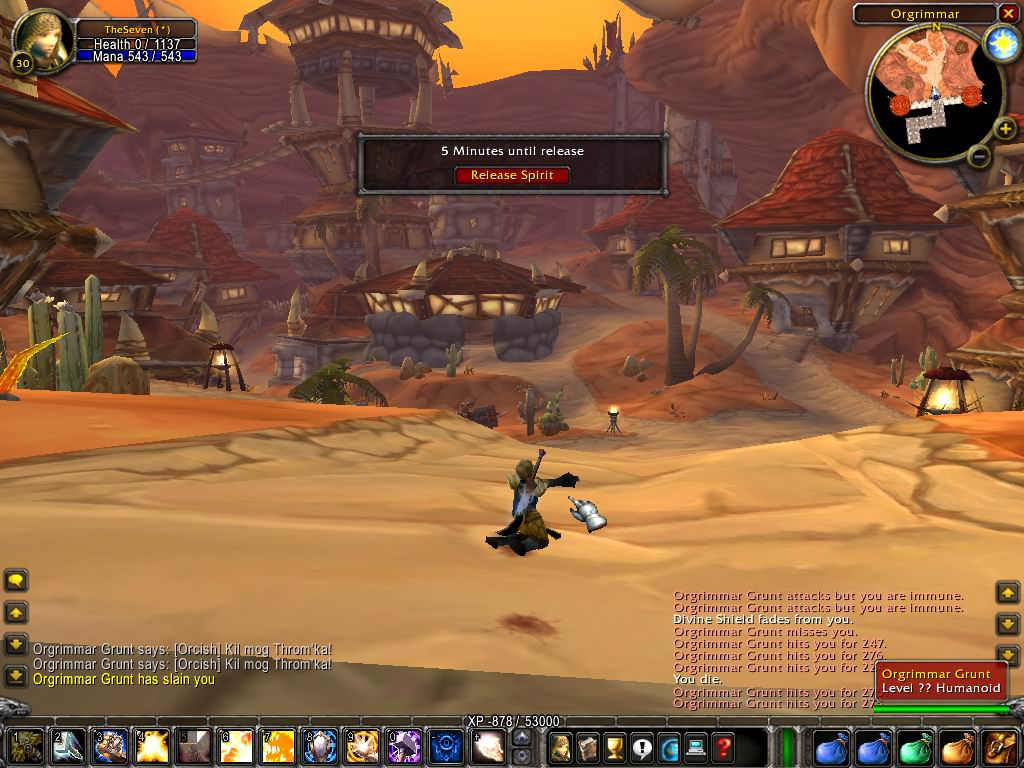 TheSeven (*)
Health 0 / 1137
Mana 543 / 543
30
Orgrimmar
N
5 Minutes until release
Release Spirit
Orgrimmar Grunt attacks but you are immune.
Orgrimmar Grunt attacks but you are immune.
Divine Shield fades from you.
Orgrimmar Grunt misses you.
Orgrimmar Grunt hits you for 247.
Orgrimmar Grunt hits you for 276.
Orgrimmar Grunt hits you for
You die.
Orgrimmar Grunt hits you for
Orgrimmar Grunt hits you for
Orgrimmar Grunt
Level ?? Humanoid
Orgrimmar Grunt says: [Orcish] Kil mog Throm'ka!
Orgrimmar Grunt says: [Orcish] Kil mog Throm'ka!
Orgrimmar Grunt has slain you
XP -878 / 53000